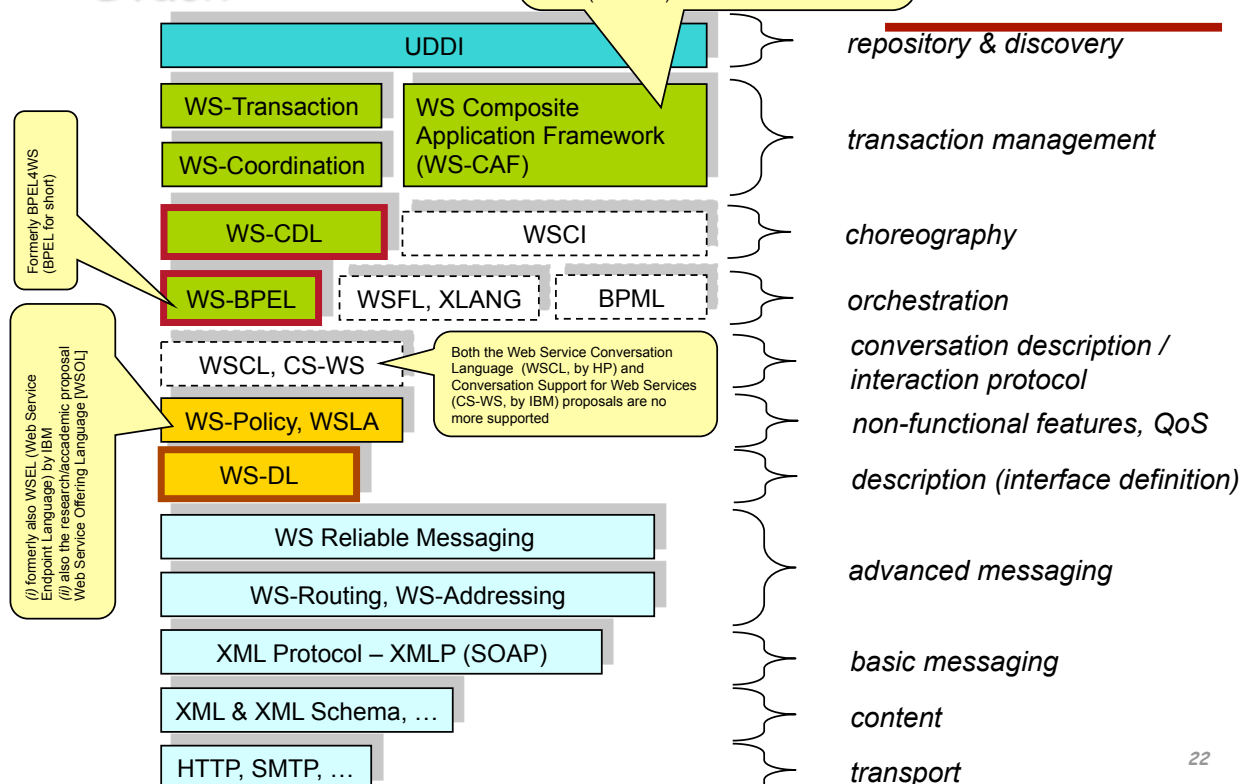 UDDI
repository & discovery
WS-Transaction
WS Composite
Application Framework
(WS-CAF)
WS-Coordination
transaction management
Formerly BPEL4WS
(BPEL for short)
WS-CDL
WSCI
choreography
WS-BPEL
WSFL, XLANG
BPML
orchestration
WSCL, CS-WS
Both the Web Service Conversation
Language (WSCL, by HP) and
Conversation Support for Web Services
(CS-WS, by IBM) proposals are no
more supported
conversation description /
interaction protocol
(i) formerly also WSEL (Web Service
Endpoint Language) by IBM
(ii) also the research/accademic proposal
Web Service Offering Language [WSOL]
WS-Policy, WSLA
non-functional features, QoS
WS-DL
description (interface definition)
WS Reliable Messaging
WS-Routing, WS-Addressing
advanced messaging
XML Protocol – XMLP (SOAP)
basic messaging
XML & XML Schema, …
content
HTTP, SMTP, …
transport
22